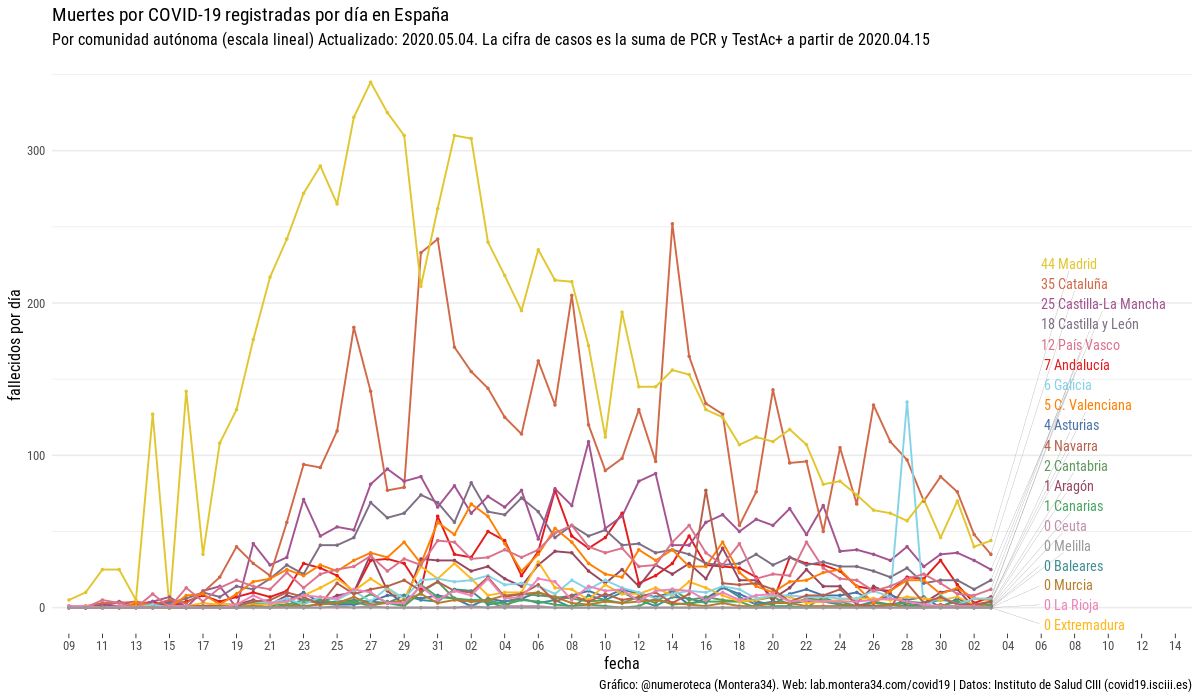 Muertes por COVID-19 registradas por día en España
Por comunidad autónoma (escala lineal) Actualizado: 2020.05.04. La cifra de casos es la suma de PCR y TestAc+ a partir de 2020.04.15
fallecidos por día
300
200
100
0
44 Madrid
35 Cataluña
25 Castilla-La Mancha
18 Castilla y León
12 País Vasco
7 Andalucía
6 Galicia
5 C. Valenciana
4 Asturias
4 Navarra
2 Cantabria
1 Aragón
1 Canarias
0 Ceuta
0 Melilla
0 Baleares
0 Murcia
0 La Rioja
0 Extremadura
09 11 13 15 17 19 21 23 25 27 29 31 02 04 06 08 10 12 14 16 18 20 22 24 26 28 30 02 04 06 08 10 12 14
fecha
Gráfico: @numeroteca (Montera34). Web: lab.montera34.com/covid19 | Datos: Instituto de Salud CIII (covid19.isciii.es)